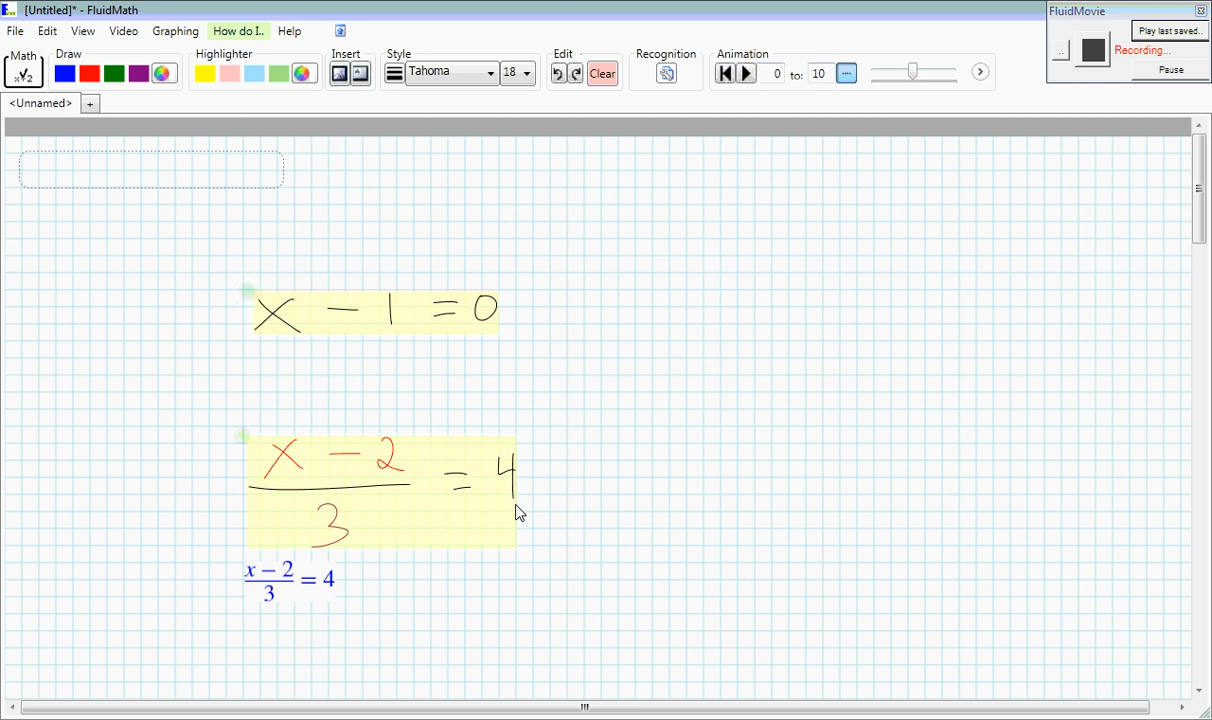 [Untitled]* - FluidMath
FluidMovie
File Edit View Video Graphing How do I.. Help
Play last saved..
.. Recording...
Pause
Math Draw Highlighter Insert Style Edit Recognition Animation
√2 Tahoma 18 Clear 0 to: 10
<Unnamed> +
x - 1 = 0
x - 2
= 4
3
x − 2
= 4
3